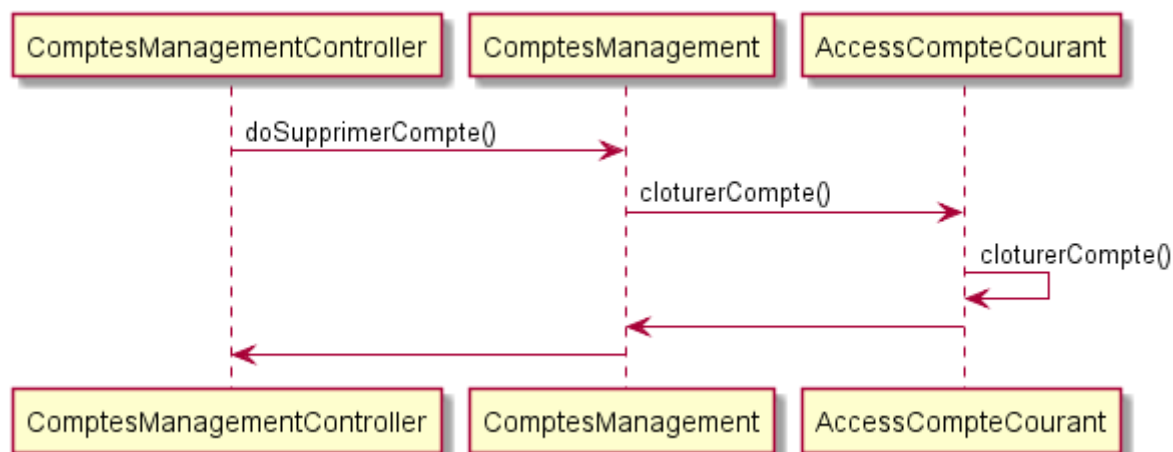 ComptesManagementController
ComptesManagement
AccessCompteCourant
doSupprimerCompte()
cloturerCompte()
cloturerCompte()
ComptesManagementController
ComptesManagement
AccessCompteCourant